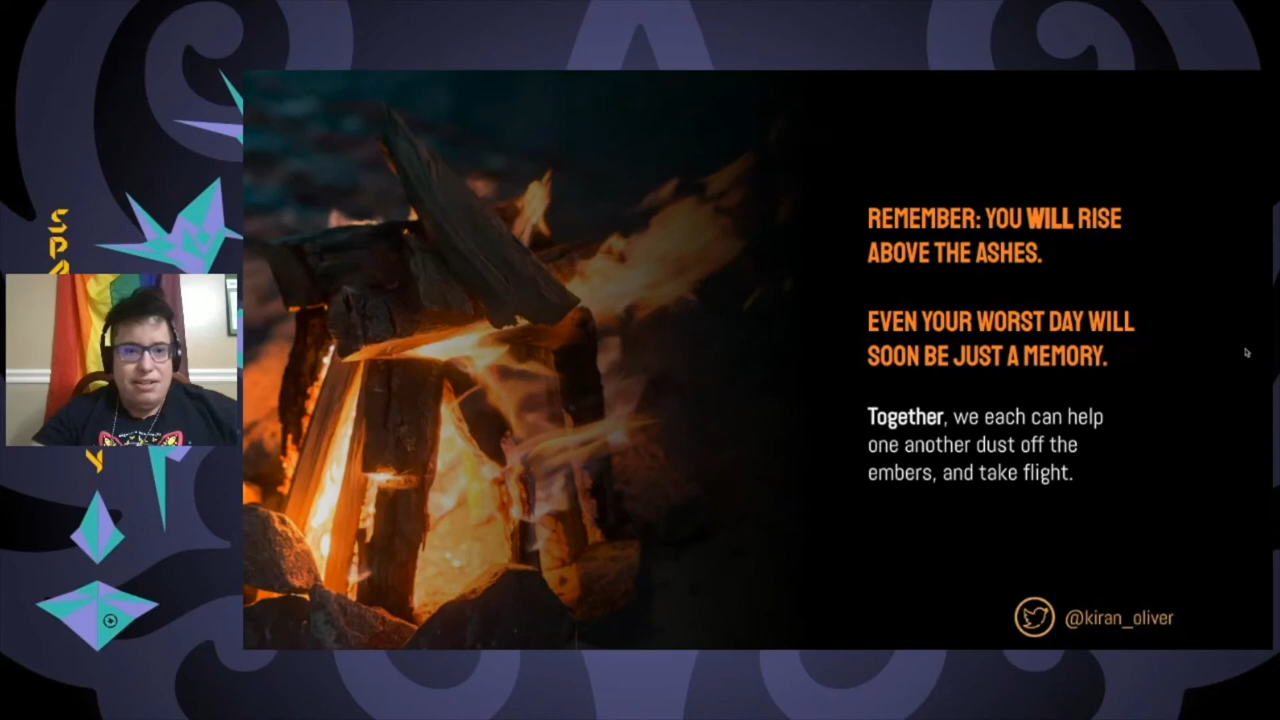 REMEMBER: YOU WILL RISE
ABOVE THE ASHES.
EVEN YOUR WORST DAY WILL
SOON BE JUST A MEMORY.
Together, we each can help
one another dust off the
embers, and take flight.
@kiran_oliver
SPA
Y